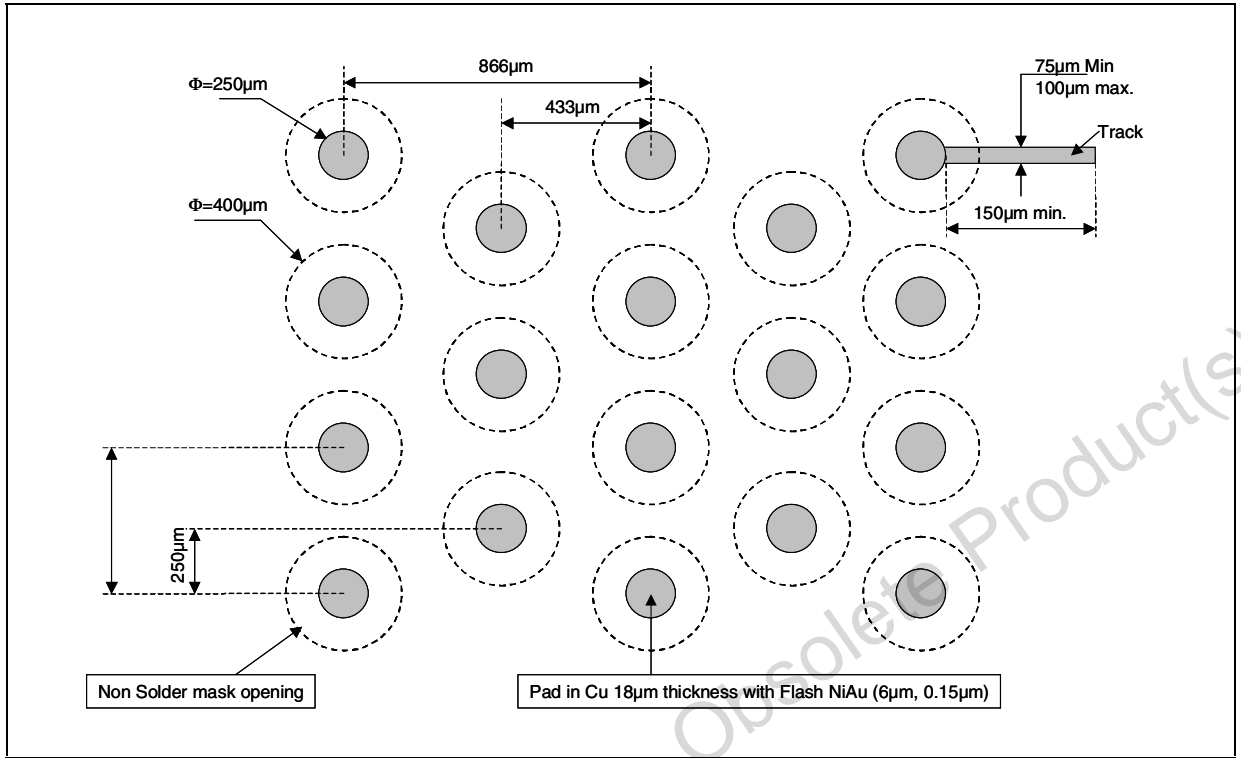 866µm
Φ=250µm
433µm
75µm Min
100µm max.
Track
Φ=400µm
150µm min.
250µm
Non Solder mask opening
Pad in Cu 18µm thickness with Flash NiAu (6µm, 0.15µm)
Obsolete Product(s)